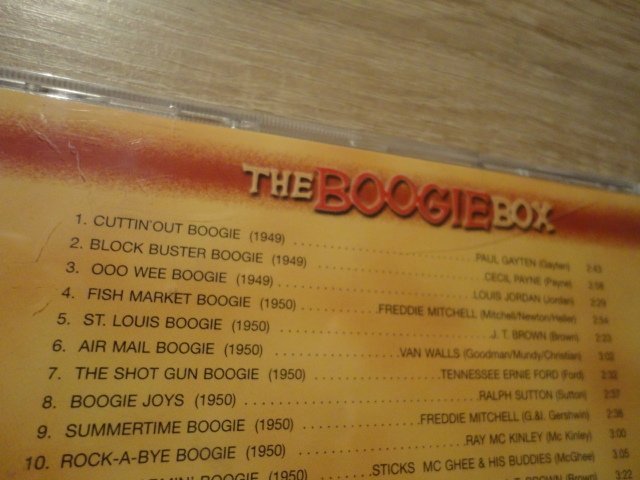 THE BOOGIE BOX
1. CUTTIN'OUT BOOGIE (1949) PAUL GAYTEN (Gayten) 2:43
2. BLOCK BUSTER BOOGIE (1949) CECIL PAYNE (Payne)
3. OOO WEE BOOGIE (1949) LOUIS JORDAN (Jordan) 2:29
4. FISH MARKET BOOGIE (1950) FREDDIE MITCHELL (Mitchell/Newton/Heller) 2:54
5. ST. LOUIS BOOGIE (1950) J. T. BROWN (Brown) 2:23
6. AIR MAIL BOOGIE (1950) VAN WALLS (Goodman/Mundy/Christian) 3:02
7. THE SHOT GUN BOOGIE (1950) TENNESSEE ERNIE FORD (Ford) 2:32
8. BOOGIE JOYS (1950) RALPH SUTTON (Sutton) 2:37
9. SUMMERTIME BOOGIE (1950) FREDDIE MITCHELL (G.&I. Gershwin) 2:38
10. ROCK-A-BYE BOOGIE (1950) RAY MC KINLEY (Mc Kinley) 3:00
BOOGIE (1950) STICKS MC GHEE & HIS BUDDIES (McGhee) 3:05
BROWN (Brown) 3:22